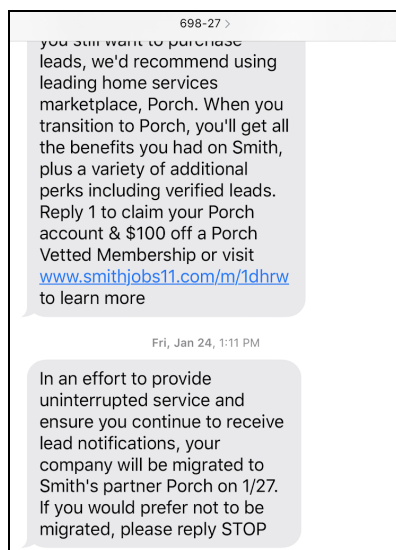 698-27 >
you still want to purchase
leads, we'd recommend using
leading home services
marketplace, Porch. When you
transition to Porch, you'll get all
the benefits you had on Smith,
plus a variety of additional
perks including verified leads.
Reply 1 to claim your Porch
account & $100 off a Porch
Vetted Membership or visit
www.smithjobs11.com/m/1dhrw
to learn more
Fri, Jan 24, 1:11 PM
In an effort to provide
uninterrupted service and
ensure you continue to receive
lead notifications, your
company will be migrated to
Smith's partner Porch on 1/27.
If you would prefer not to be
migrated, please reply STOP